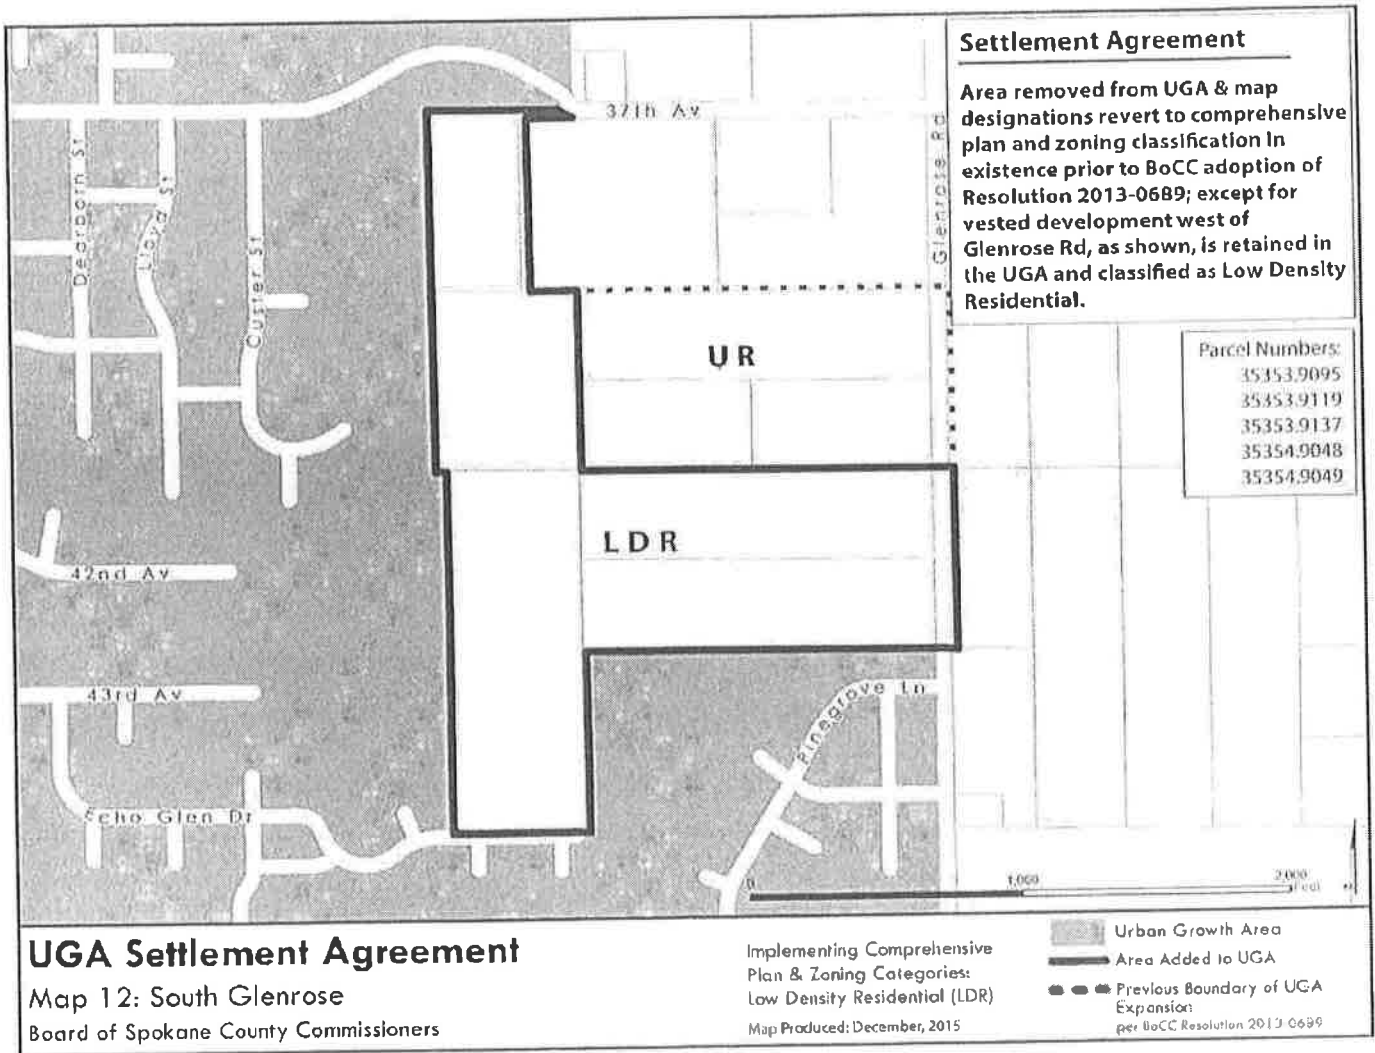 Settlement Agreement
Area removed from UGA & map
designations revert to comprehensive
plan and zoning classification in
existence prior to BoCC adoption of
Resolution 2013-0689; except for
vested development west of
Glenrose Rd, as shown, is retained in
the UGA and classified as Low Density
Residential.
Parcel Numbers:
35353.9095
35353.9119
35353.9137
35354.9048
35354.9049
37th Av
Glenrose Rd
Dearborn St
Lloyd St
Custer St
UR
LDR
42nd Av
43rd Av
Pinegrove Ln
Echo Glen Dr
0
1,000
2,000
Feet
UGA Settlement Agreement
Map 12: South Glenrose
Board of Spokane County Commissioners
Implementing Comprehensive
Plan & Zoning Categories:
Low Density Residential (LDR)
Map Produced: December, 2015
Urban Growth Area
Area Added to UGA
Previous Boundary of UGA
Expansion
per BoCC Resolution 2013-0689